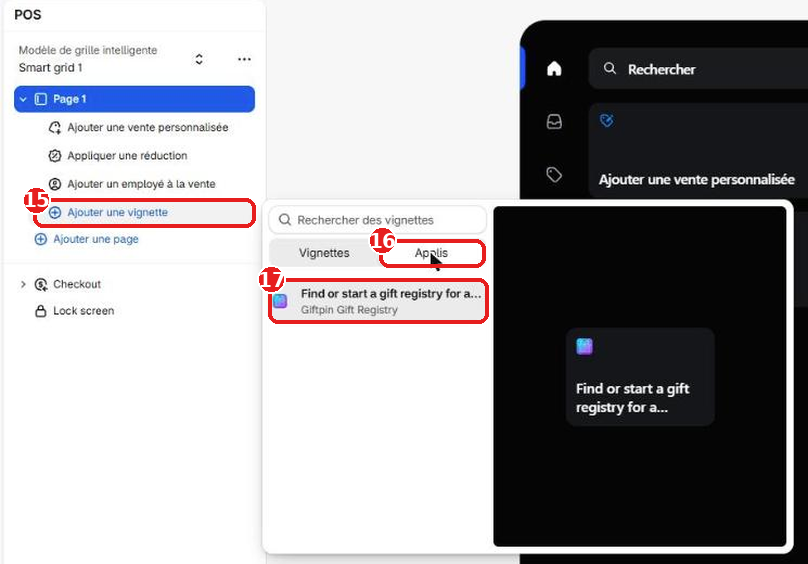 POS
Modèle de grille intelligente
Smart grid 1
Page 1
Ajouter une vente personnalisée
Appliquer une réduction
Ajouter un employé à la vente
15
Ajouter une vignette
Ajouter une page
Checkout
Lock screen
Rechercher
Ajouter une vente personnalisée
Rechercher des vignettes
16
Vignettes
Applis
17
Find or start a gift registry for a...
Giftpin Gift Registry
Find or start a gift
registry for a...